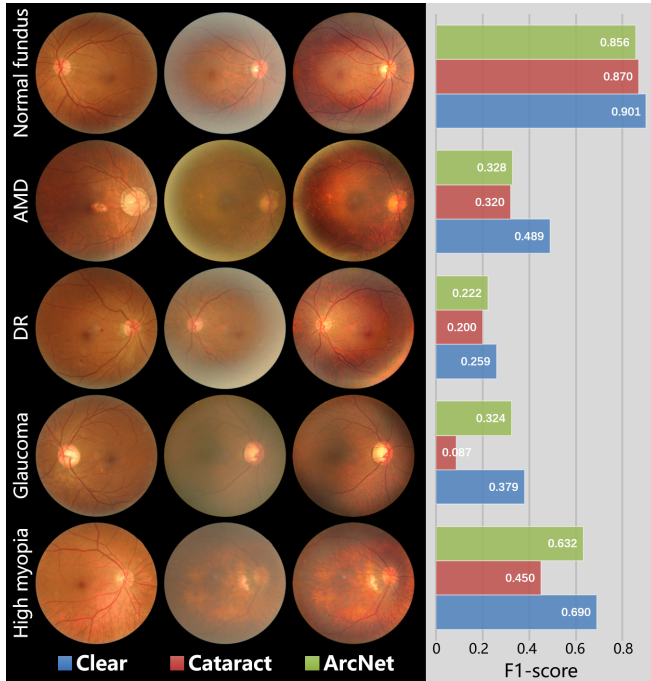 Normal fundus
0.856
0.870
0.901
AMD
0.328
0.320
0.489
DR
0.222
0.200
0.259
Glaucoma
0.324
0.087
0.379
High myopia
0.632
0.450
0.690
0 0.2 0.4 0.6 0.8
Clear Cataract ArcNet
F1-score